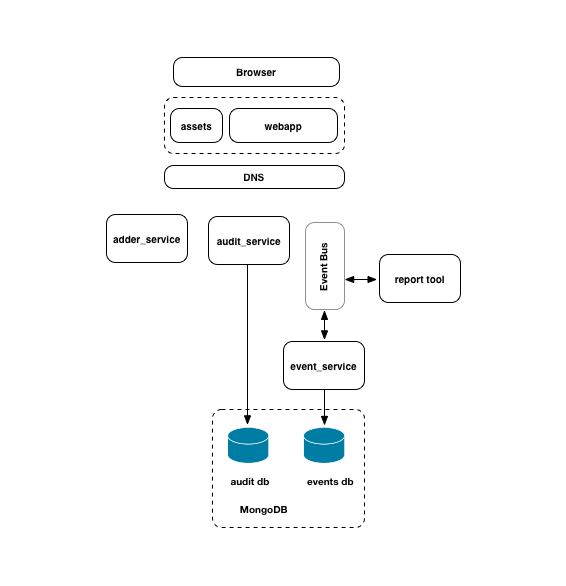 Browser
assets
webapp
DNS
adder_service
audit_service
Event Bus
report tool
event_service
audit db
events db
MongoDB